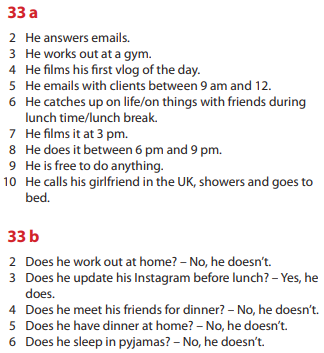 33 a
2 He answers emails.
3 He works out at a gym.
4 He films his first vlog of the day.
5 He emails with clients between 9 am and 12.
6 He catches up on life/on things with friends during
lunch time/lunch break.
7 He films it at 3 pm.
8 He does it between 6 pm and 9 pm.
9 He is free to do anything.
10 He calls his girlfriend in the UK, showers and goes to
bed.
33 b
2 Does he work out at home? – No, he doesn't.
3 Does he update his Instagram before lunch? – Yes, he
does.
4 Does he meet his friends for dinner? – No, he doesn't.
5 Does he have dinner at home? – No, he doesn't.
6 Does he sleep in pyjamas? – No, he doesn't.